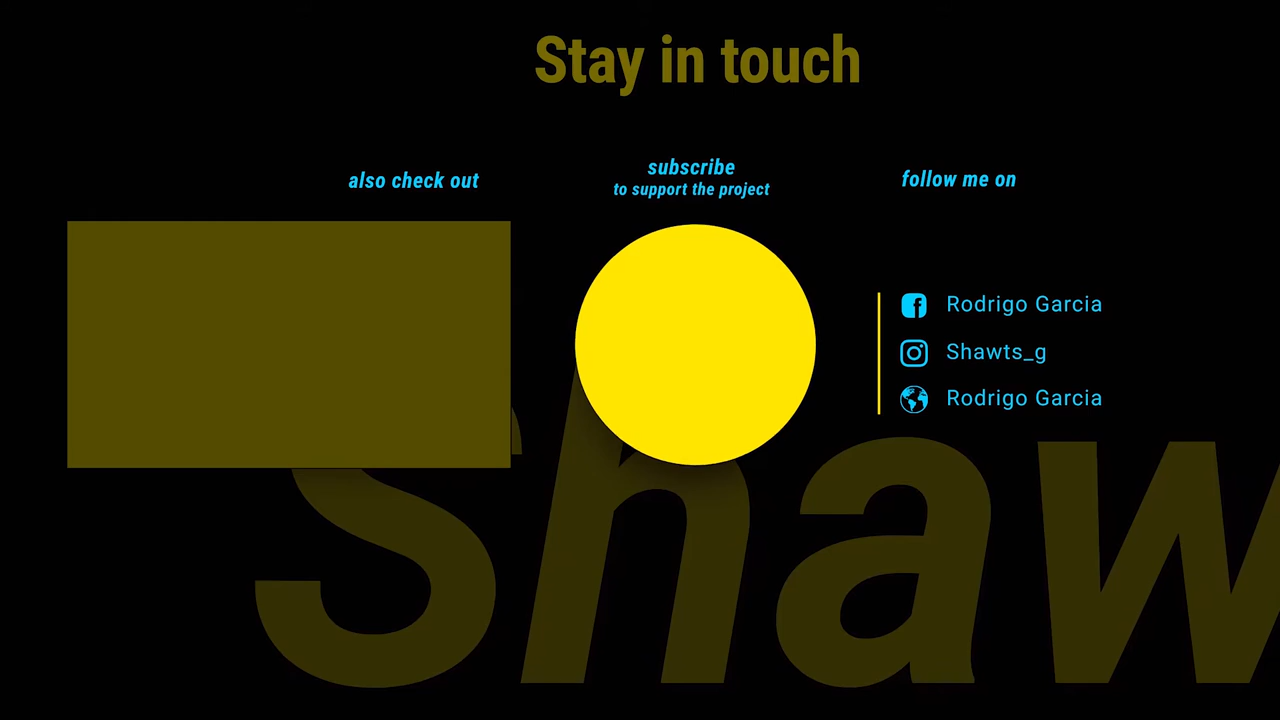 Stay in touch
also check out
subscribe
to support the project
follow me on
Rodrigo Garcia
Shawts_g
Rodrigo Garcia
Shaw